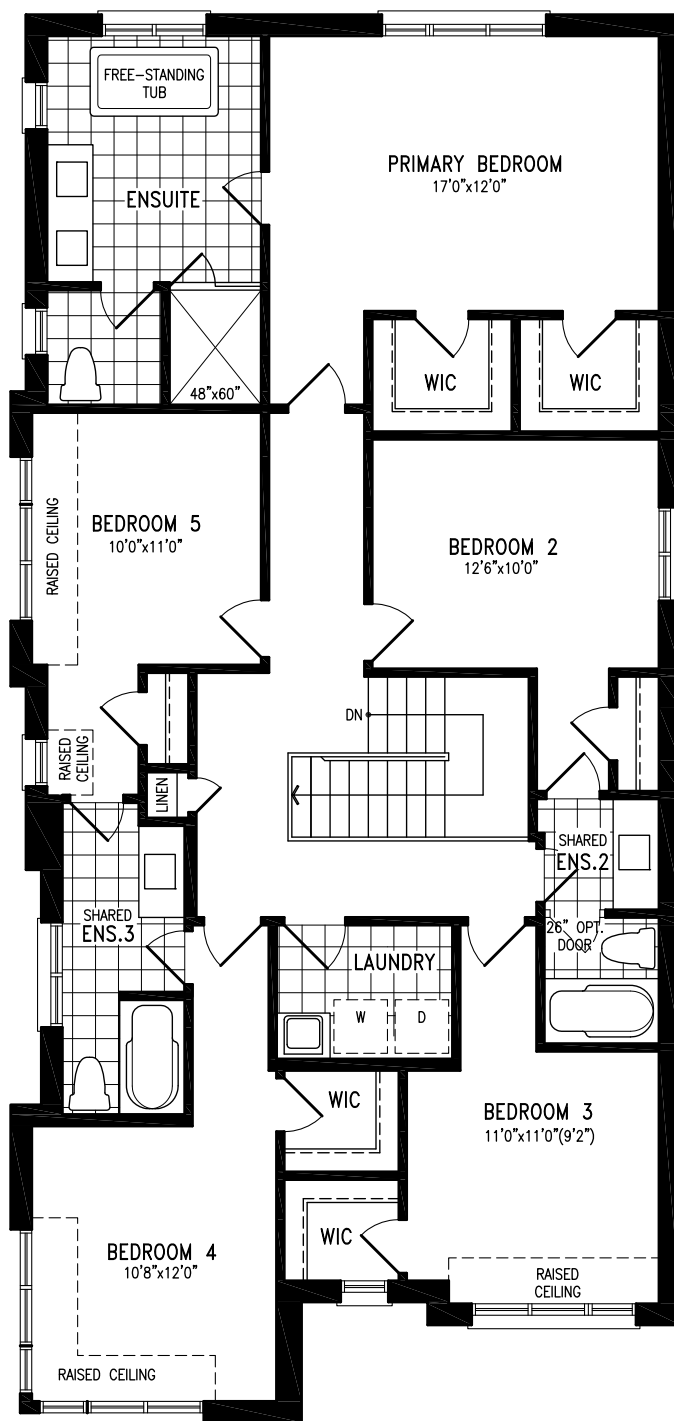 FREE-STANDING
TUB
ENSUITE
PRIMARY BEDROOM
17'0"x12'0"
48"x60"
WIC
WIC
RAISED CEILING
BEDROOM 5
10'0"x11'0"
BEDROOM 2
12'6"x10'0"
DN
RAISED
CEILING
LINEN
SHARED
ENS.2
SHARED
ENS.3
26" OPT.
DOOR
LAUNDRY
W
D
WIC
BEDROOM 3
11'0"x11'0"(9'2")
WIC
BEDROOM 4
10'8"x12'0"
RAISED
CEILING
RAISED CEILING